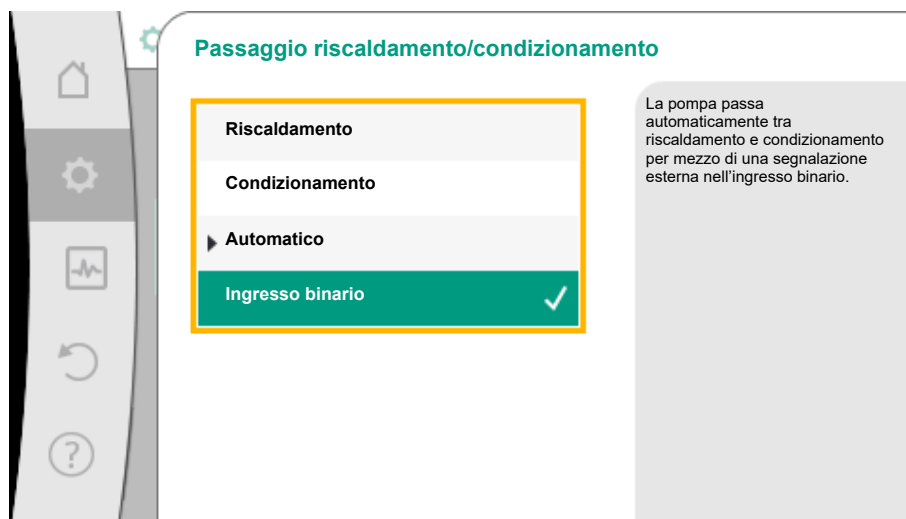 Passaggio riscaldamento/condizionamento
Riscaldamento
Condizionamento
Automatico
Ingresso binario
La pompa passa
automaticamente tra
riscaldamento e condizionamento
per mezzo di una segnalazione
esterna nell'ingresso binario.
?